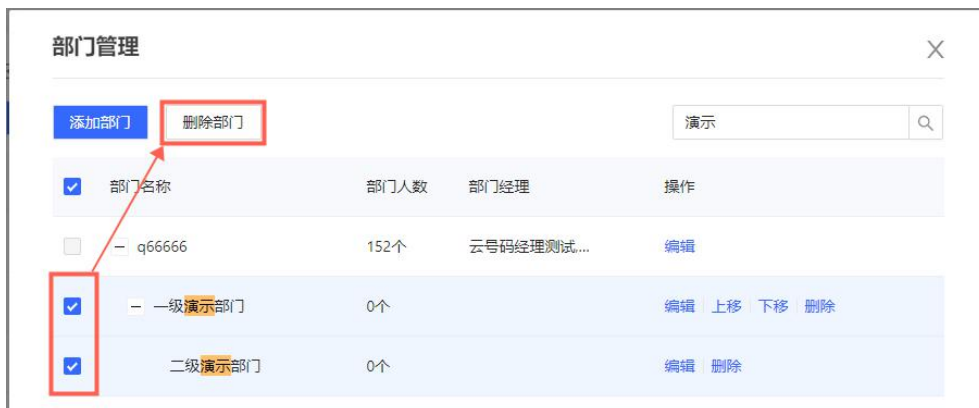 部门管理
添加部门 删除部门 演示
部门名称 部门人数 部门经理 操作
q66666 152个 云号码经理测试,... 编辑
一级演示部门 0个 编辑 上移 下移 删除
二级演示部门 0个 编辑 删除